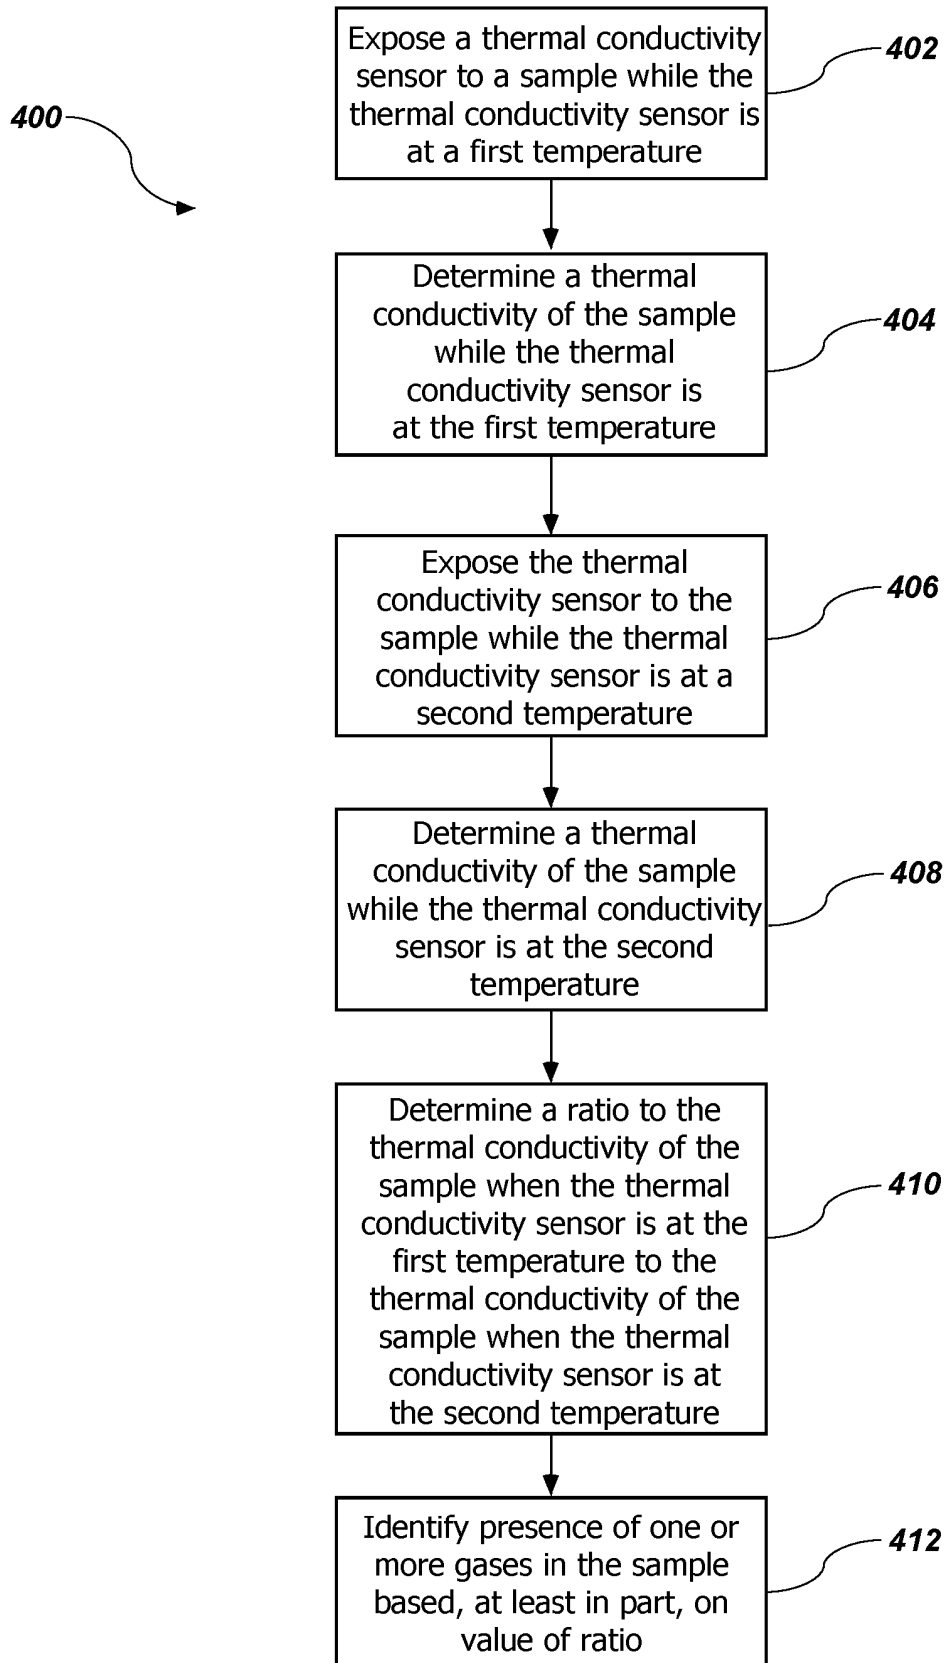 400
Expose a thermal conductivity
sensor to a sample while the
thermal conductivity sensor is
at a first temperature
402
Determine a thermal
conductivity of the sample
while the thermal
conductivity sensor is
at the first temperature
404
Expose the thermal
conductivity sensor to the
sample while the thermal
conductivity sensor is at a
second temperature
406
Determine a thermal
conductivity of the sample
while the thermal conductivity
sensor is at the second
temperature
408
Determine a ratio to the
thermal conductivity of the
sample when the thermal
conductivity sensor is at the
first temperature to the
thermal conductivity of the
sample when the thermal
conductivity sensor is at
the second temperature
410
Identify presence of one or
more gases in the sample
based, at least in part, on
value of ratio
412